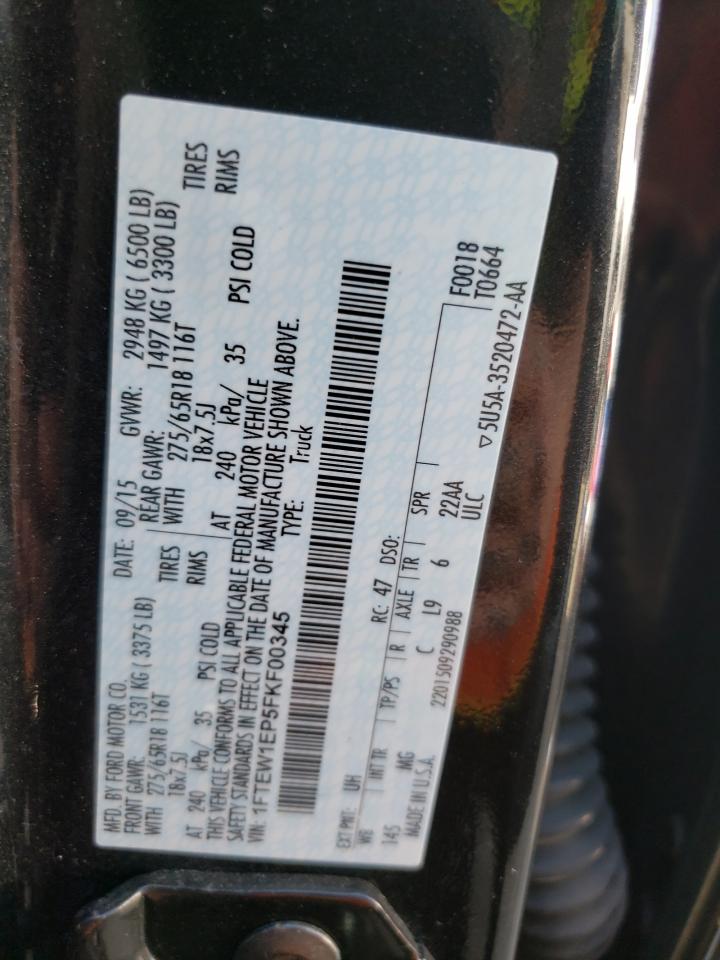 MFD. BY FORD MOTOR CO.
DATE: 09/15 GVWR: 2948 KG ( 6500 LB)
FRONT GAWR: 1531 KG ( 3375 LB) REAR GAWR: 1497 KG ( 3300 LB)
WITH 275/65R18 116T TIRES WITH 275/65R18 116T TIRES
18x7.5J RIMS 18x7.5J RIMS
AT 240 kPa/ 35 PSI COLD AT 240 kPa/ 35 PSI COLD
THIS VEHICLE CONFORMS TO ALL APPLICABLE FEDERAL MOTOR VEHICLE
SAFETY STANDARDS IN EFFECT ON THE DATE OF MANUFACTURE SHOWN ABOVE.
VIN: 1FTEW1EP5FKF00345 TYPE: Truck
EXT PNT: UH RC: 47 DSO:
WB INT TR TP/PS R AXLE TR SPR F0018
145 MG C L9 6 22AA T0664
MADE IN U.S.A. ULC
2201509290988 ▽5U5A-3520472-AA